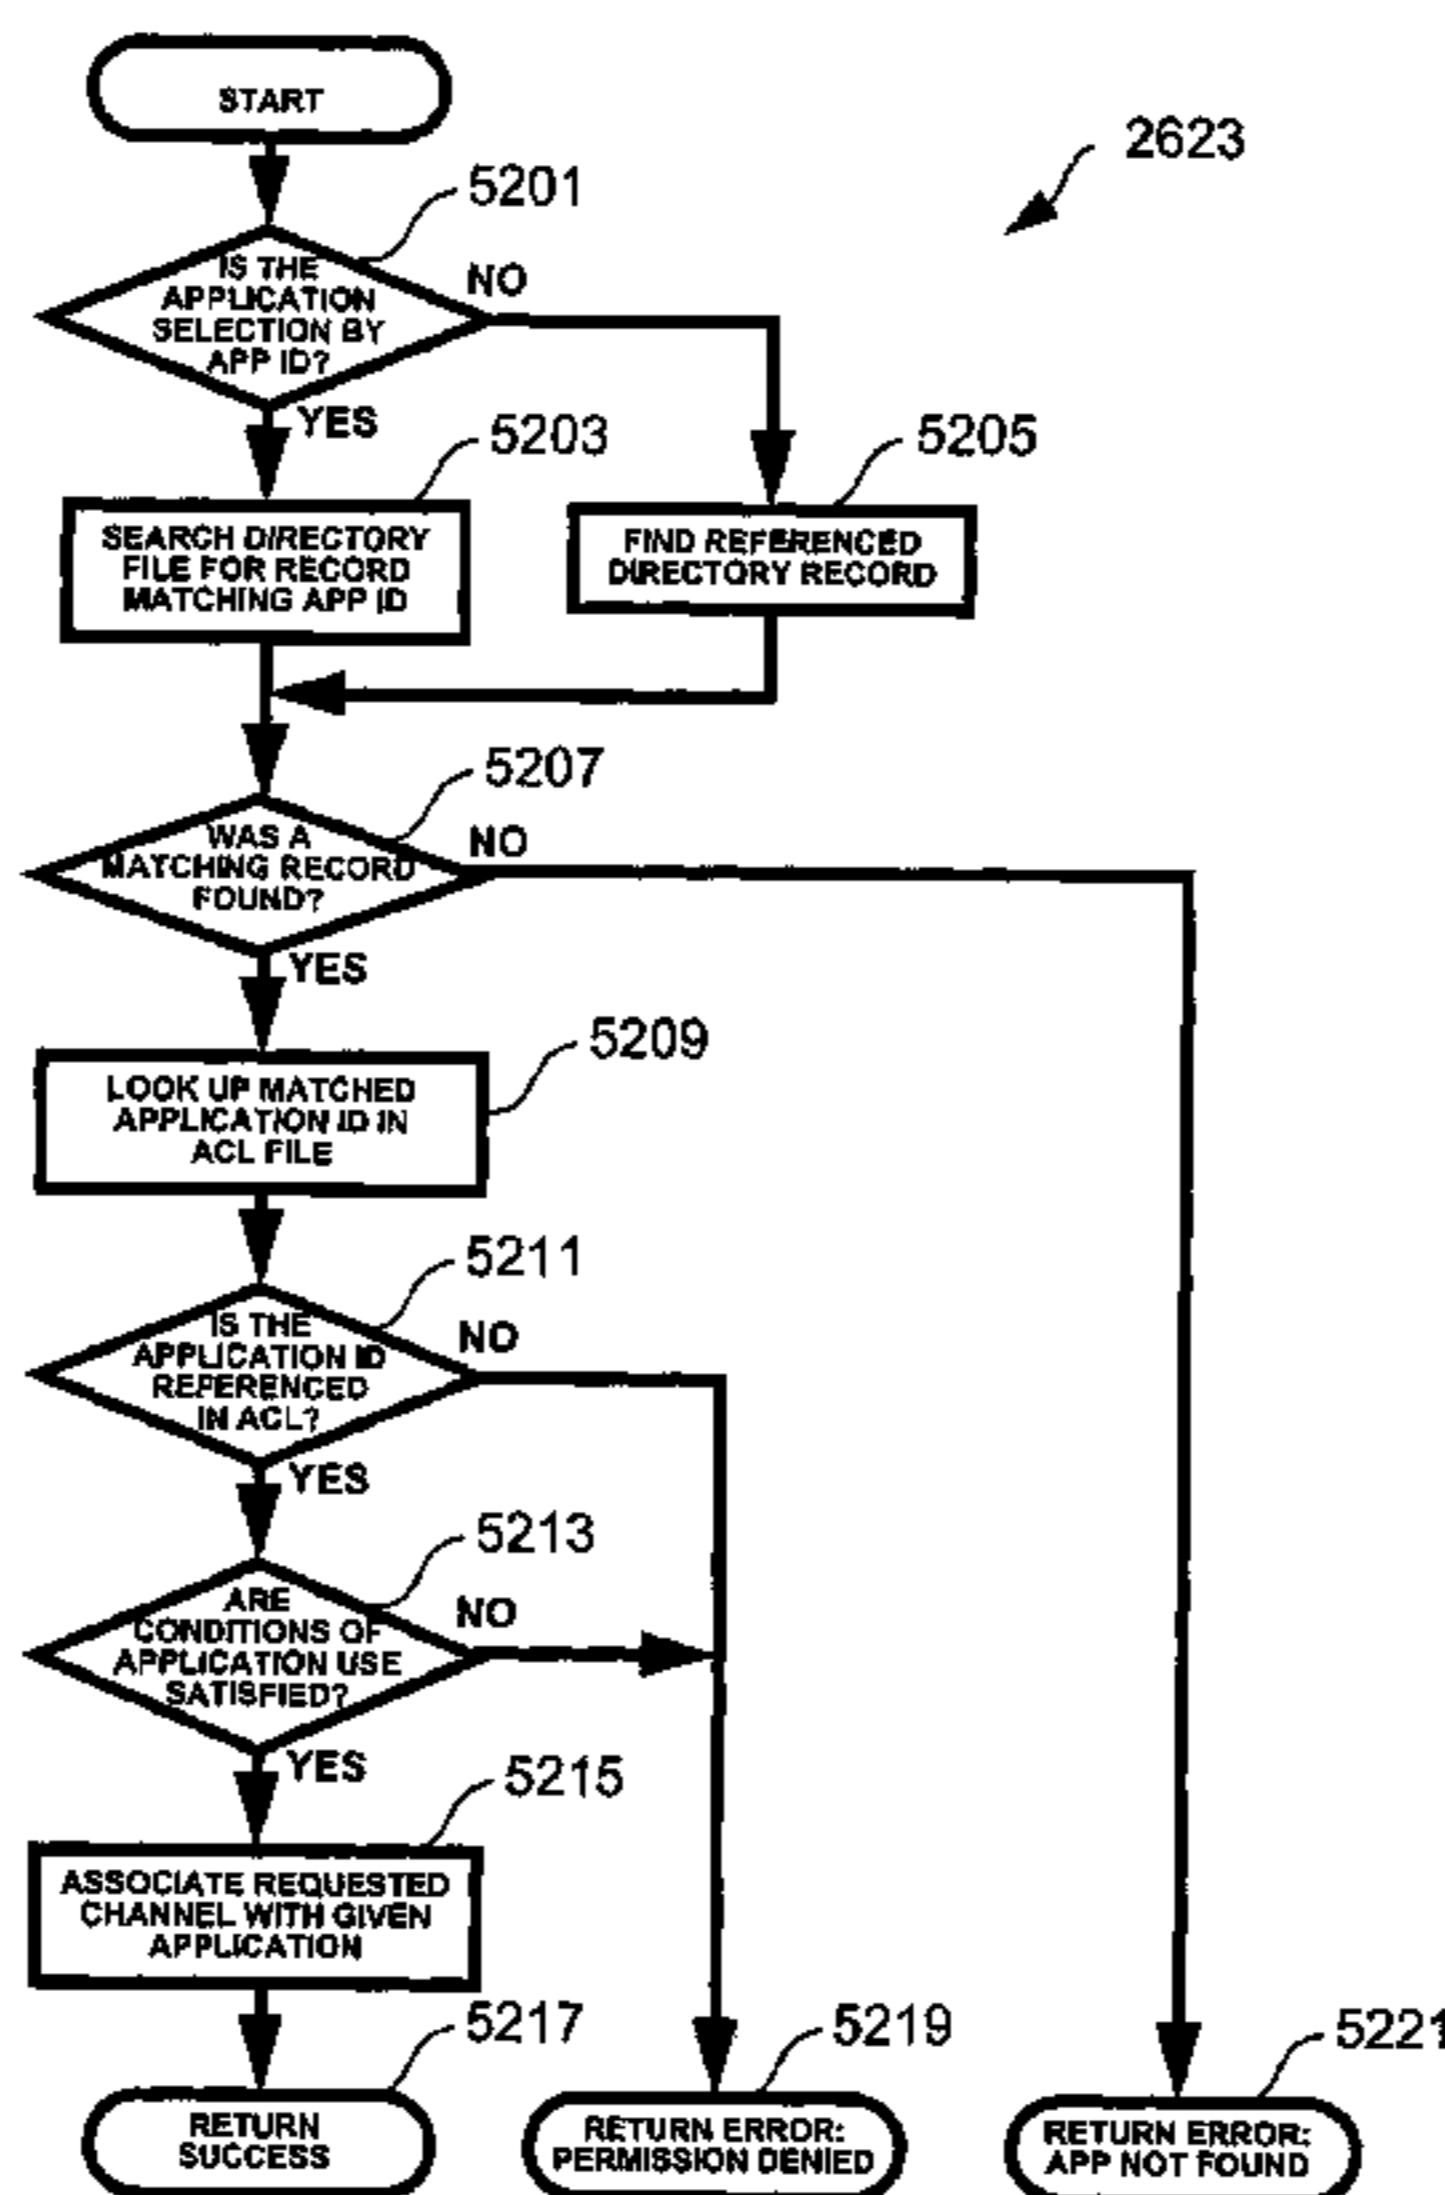 START
2623
5201
IS THE
APPLICATION
SELECTION BY
APP ID?
NO
YES
5203
SEARCH DIRECTORY
FILE FOR RECORD
MATCHING APP ID
5205
FIND REFERENCED
DIRECTORY RECORD
5207
WAS A
MATCHING RECORD
FOUND?
NO
YES
5209
LOOK UP MATCHED
APPLICATION ID IN
ACL FILE
5211
IS THE
APPLICATION ID
REFERENCED
IN ACL?
NO
YES
5213
ARE
CONDITIONS OF
APPLICATION USE
SATISFIED?
NO
YES
5215
ASSOCIATE REQUESTED
CHANNEL WITH GIVEN
APPLICATION
5217
RETURN
SUCCESS
5219
RETURN ERROR:
PERMISSION DENIED
5221
RETURN ERROR:
APP NOT FOUND